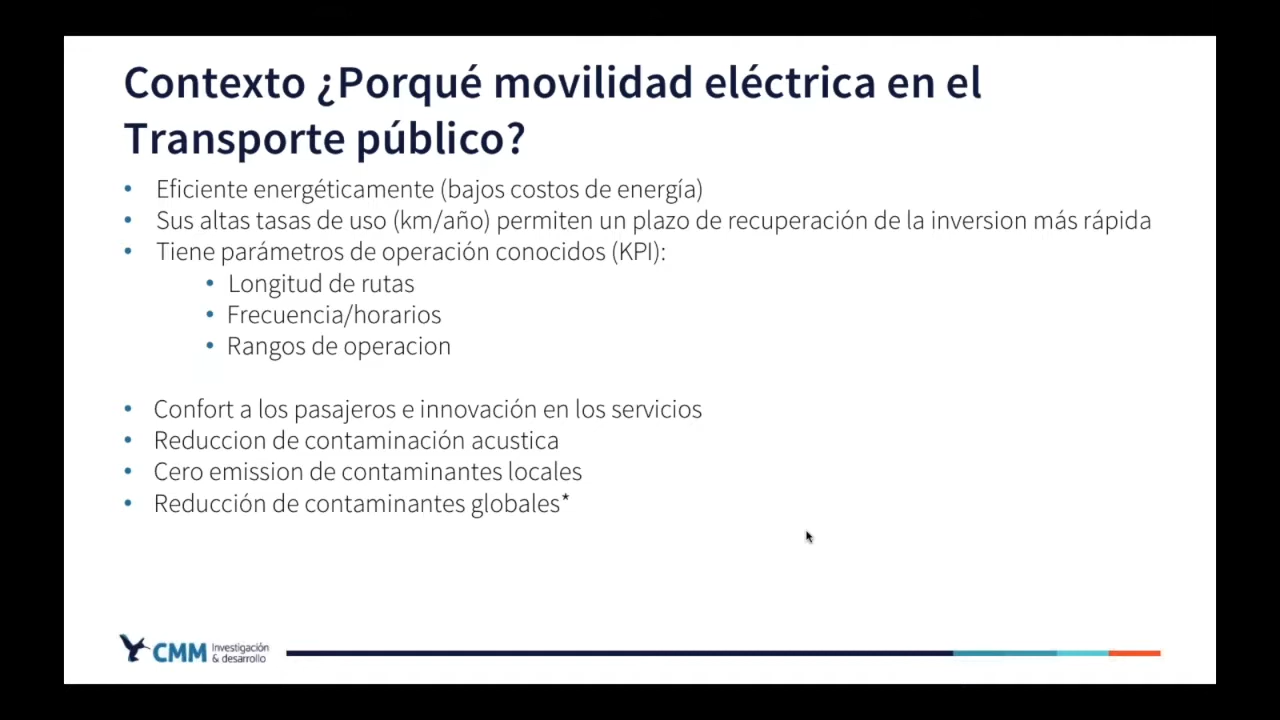 Contexto ¿Porqué movilidad eléctrica en el
Transporte público?
• Eficiente energéticamente (bajos costos de energía)
• Sus altas tasas de uso (km/año) permiten un plazo de recuperación de la inversion más rápida
• Tiene parámetros de operación conocidos (KPI):
• Longitud de rutas
• Frecuencia/horarios
• Rangos de operacion
• Confort a los pasajeros e innovación en los servicios
• Reduccion de contaminación acustica
• Cero emission de contaminantes locales
• Reducción de contaminantes globales*
CMM Investigación
& desarrollo